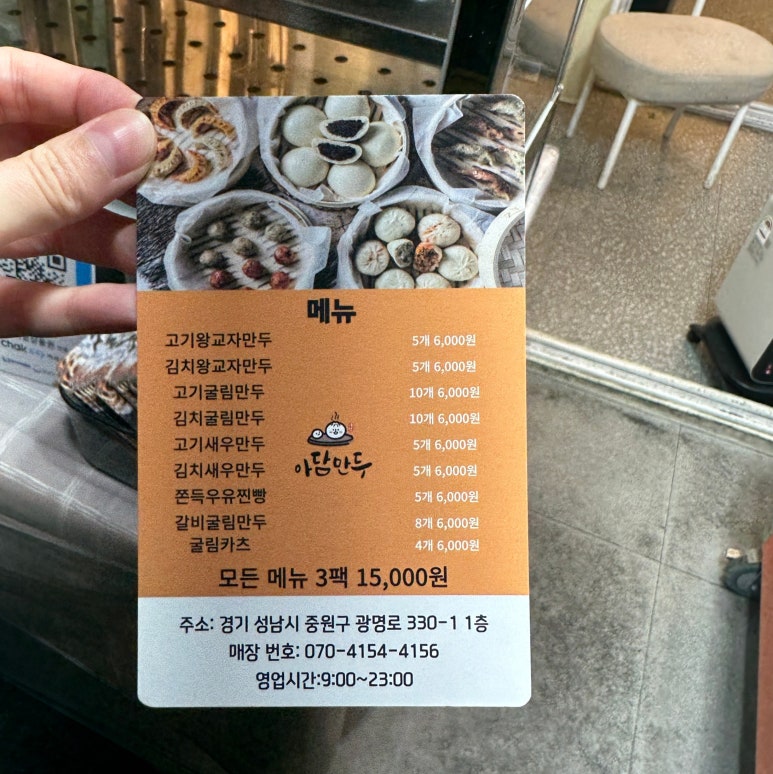 메뉴
고기왕교자만두 5개 6,000원
김치왕교자만두 5개 6,000원
고기굴림만두 10개 6,000원
김치굴림만두 10개 6,000원
고기새우만두 5개 6,000원
김치새우만두 5개 6,000원
쫀득우유찐빵 5개 6,000원
갈비굴림만두 8개 6,000원
굴림카츠 4개 6,000원
아담만두
모든 메뉴 3팩 15,000원
주소: 경기 성남시 중원구 광명로 330-1 1층
매장 번호: 070-4154-4156
영업시간:9:00~23:00
chak